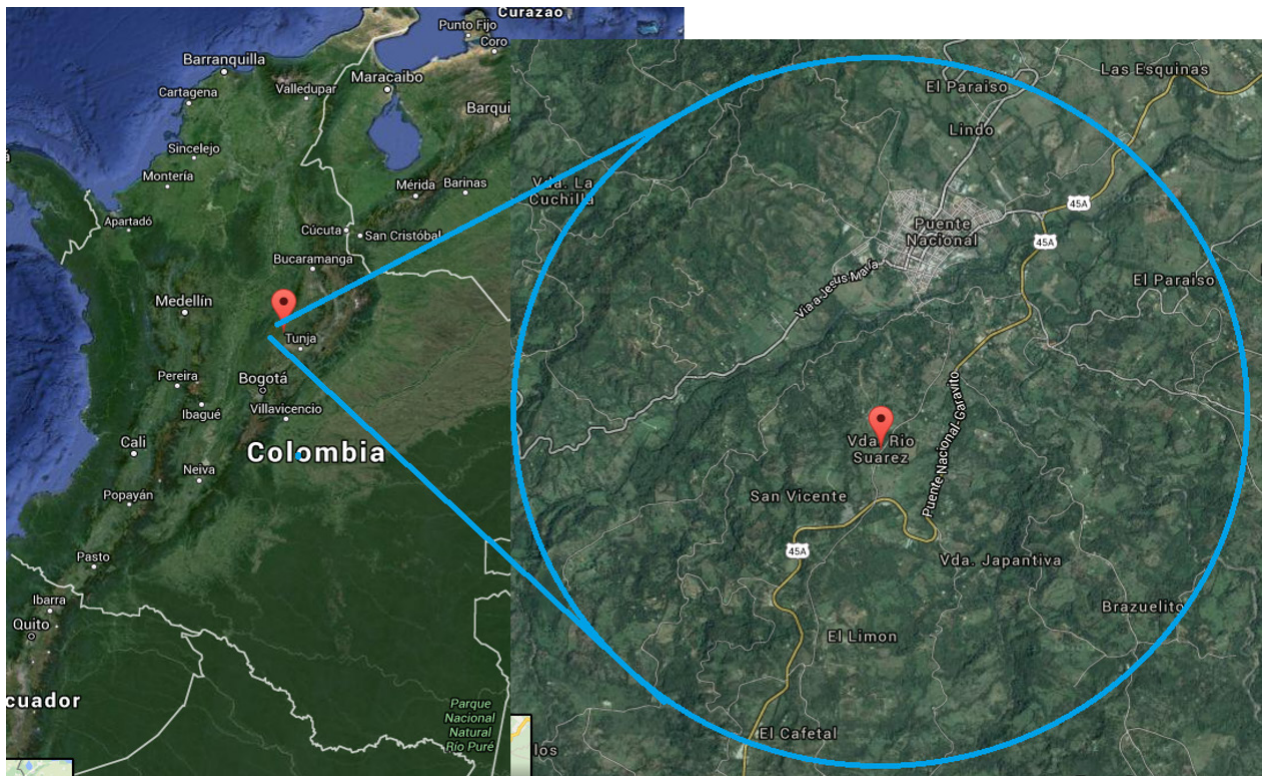 Curazao
Punto Fijo
Coro
Barranquilla
Maracaibo
Valledupar
Cartagena
Barqui
Sincelejo
Montería
Mérida
Barinas
Apartadó
Cúcuta
San Cristóbal
Bucaramanga
Medellín
Tunja
Pereira
Bogotá
Ibagué
Villavicencio
Cali
Colombia
Neiva
Popayán
Pasto
Ibarra
Quito
cuador
Parque
Nacional
Natural
Río Puré
Las Esquinas
El Paraiso
Lindo
Vda. La
Cuchilla
45A
Puente
Nacional
45A
Via a Jesus María
El Paraiso
Puente Nacional-Garavito
Vda. Rio
Suarez
San Vicente
45A
Vda. Japantiva
Brazuelito
El Limon
El Cafetal
los